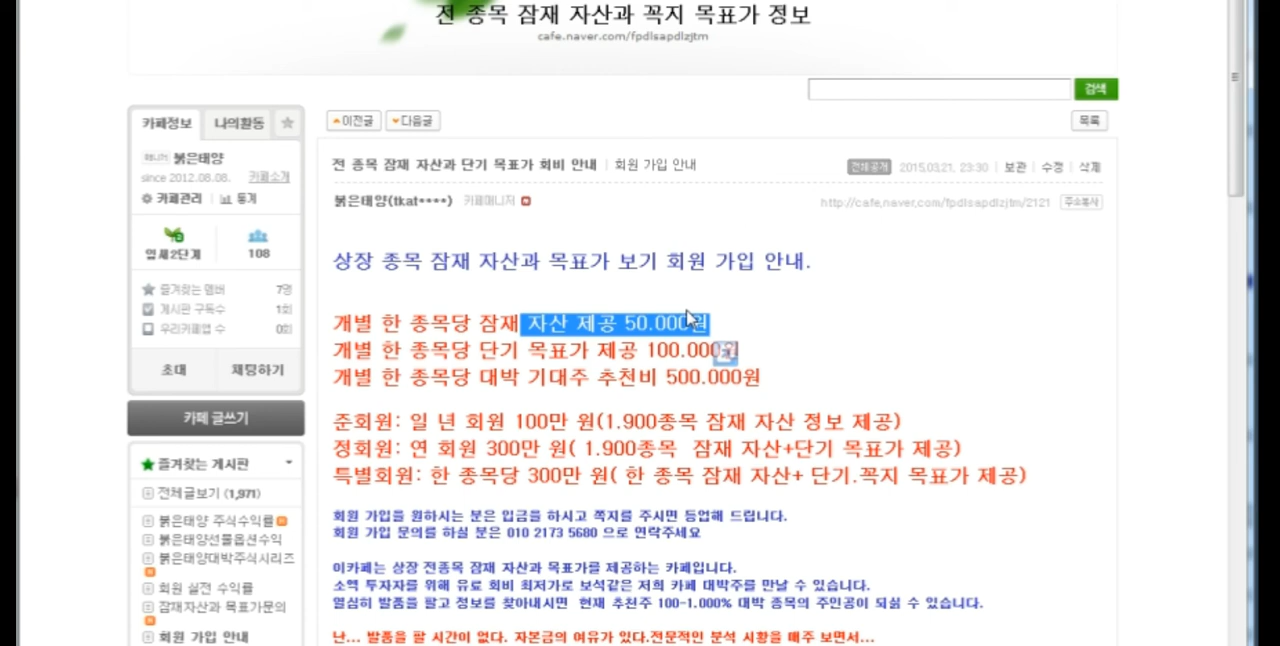 전 종목 잠재 자산과 꼭지 목표가 정보
cafe.naver.com/fpdlsapdlzjtm
검색
카페정보 나의활동
이전글 다음글
목록
매니저 붉은태양
since 2012.08.08. 카페소개
카페관리 통계
잎새2단계 108
즐겨찾는 멤버 7명
게시판 구독수 1회
우리카페앱 수 0회
초대 채팅하기
카페 글쓰기
즐겨찾는 게시판
전체글보기 (1,971)
붉은태양 주식수익률
붉은태양선물옵션수익
붉은태양대박주식시리즈
회원 실전 수익률
잠재자산과 목표가문의
회원 가입 안내
전 종목 잠재 자산과 단기 목표가 회비 안내 | 회원 가입 안내
전체공개 2015.03.21. 23:30 | 보관 | 수정 | 삭제
붉은태양(tkat****) 카페매니저
http://cafe.naver.com/fpdlsapdlzjtm/2121 주소복사
상장 종목 잠재 자산과 목표가 보기 회원 가입 안내.
개별 한 종목당 잠재 자산 제공 50.000원
개별 한 종목당 단기 목표가 제공 100.000원
개별 한 종목당 대박 기대주 추천비 500.000원
준회원: 일 년 회원 100만 원(1.900종목 잠재 자산 정보 제공)
정회원: 연 회원 300만 원( 1.900종목 잠재 자산+단기 목표가 제공)
특별회원: 한 종목당 300만 원( 한 종목 잠재 자산+ 단기.꼭지 목표가 제공)
회원 가입을 원하시는 분은 입금을 하시고 쪽지를 주시면 등업해 드립니다.
회원 가입 문의를 하실 분은 010 2173 5680 으로 연락주세요
이카페는 상장 전종목 잠재 자산과 목표가를 제공하는 카페입니다.
소액 투자자를 위해 유료 회비 최저가로 보석같은 저희 카페 대박주를 만날 수 있습니다.
열심히 발품을 팔고 정보를 찾아내시면 현재 추천주 100-1.000% 대박 종목의 주민공이 되실 수 있습니다.
난... 발품을 팔 시간이 없다. 자본금의 여유가 있다.전문적인 분석 시황을 매주 보면서...